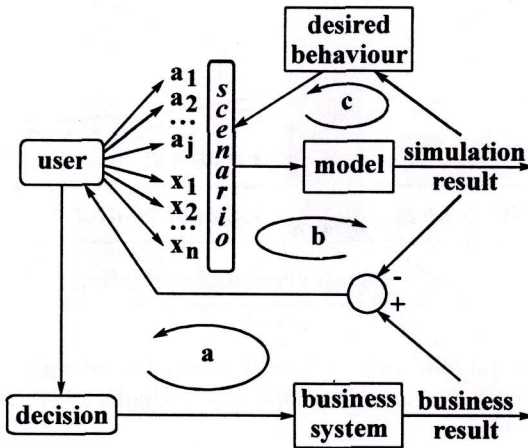 desired
behaviour
a1
a2
...
aj
x1
x2
...
xn
scenario
user
c
model
simulation
result
b
-
+
a
decision
business
system
business
result